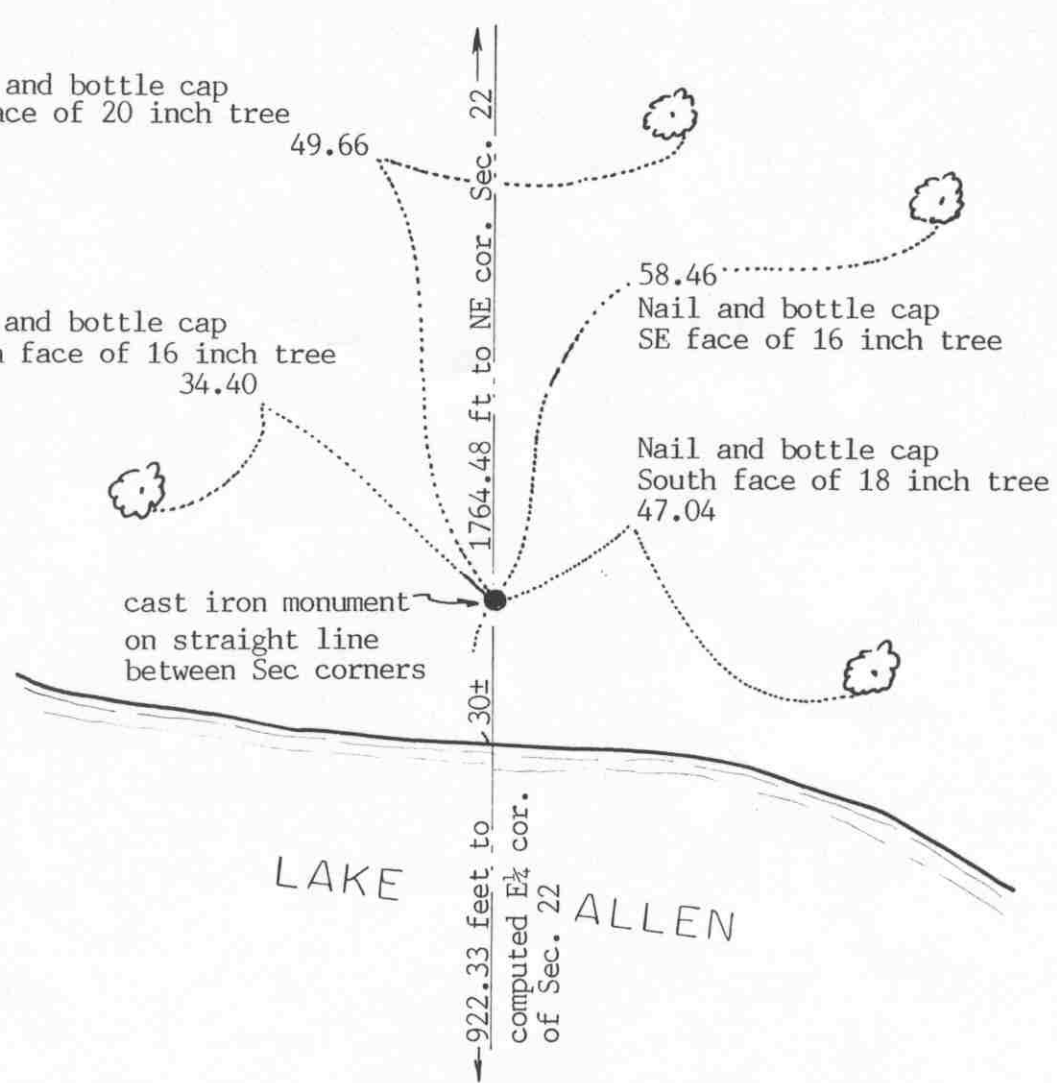 and bottle cap
face of 20 inch tree
49.66
1764.48 ft to NE cor. Sec. 22
58.46
Nail and bottle cap
SE face of 16 inch tree
and bottle cap
face of 16 inch tree
34.40
Nail and bottle cap
South face of 18 inch tree
47.04
cast iron monument
on straight line
between Sec corners
30±
LAKE ALLEN
922.33 feet to
computed E¼ cor.
of Sec. 22